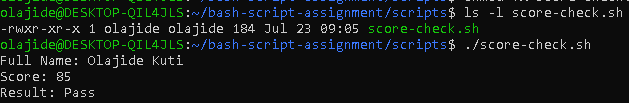 olajide@DESKTOP-QIL4JLS:~/bash-script-assignment/scripts$ ls -l score-check.sh
-rwxr-xr-x 1 olajide olajide 184 Jul 23 09:05 score-check.sh
olajide@DESKTOP-QIL4JLS:~/bash-script-assignment/scripts$ ./score-check.sh
Full Name: Olajide Kuti
Score: 85
Result: Pass